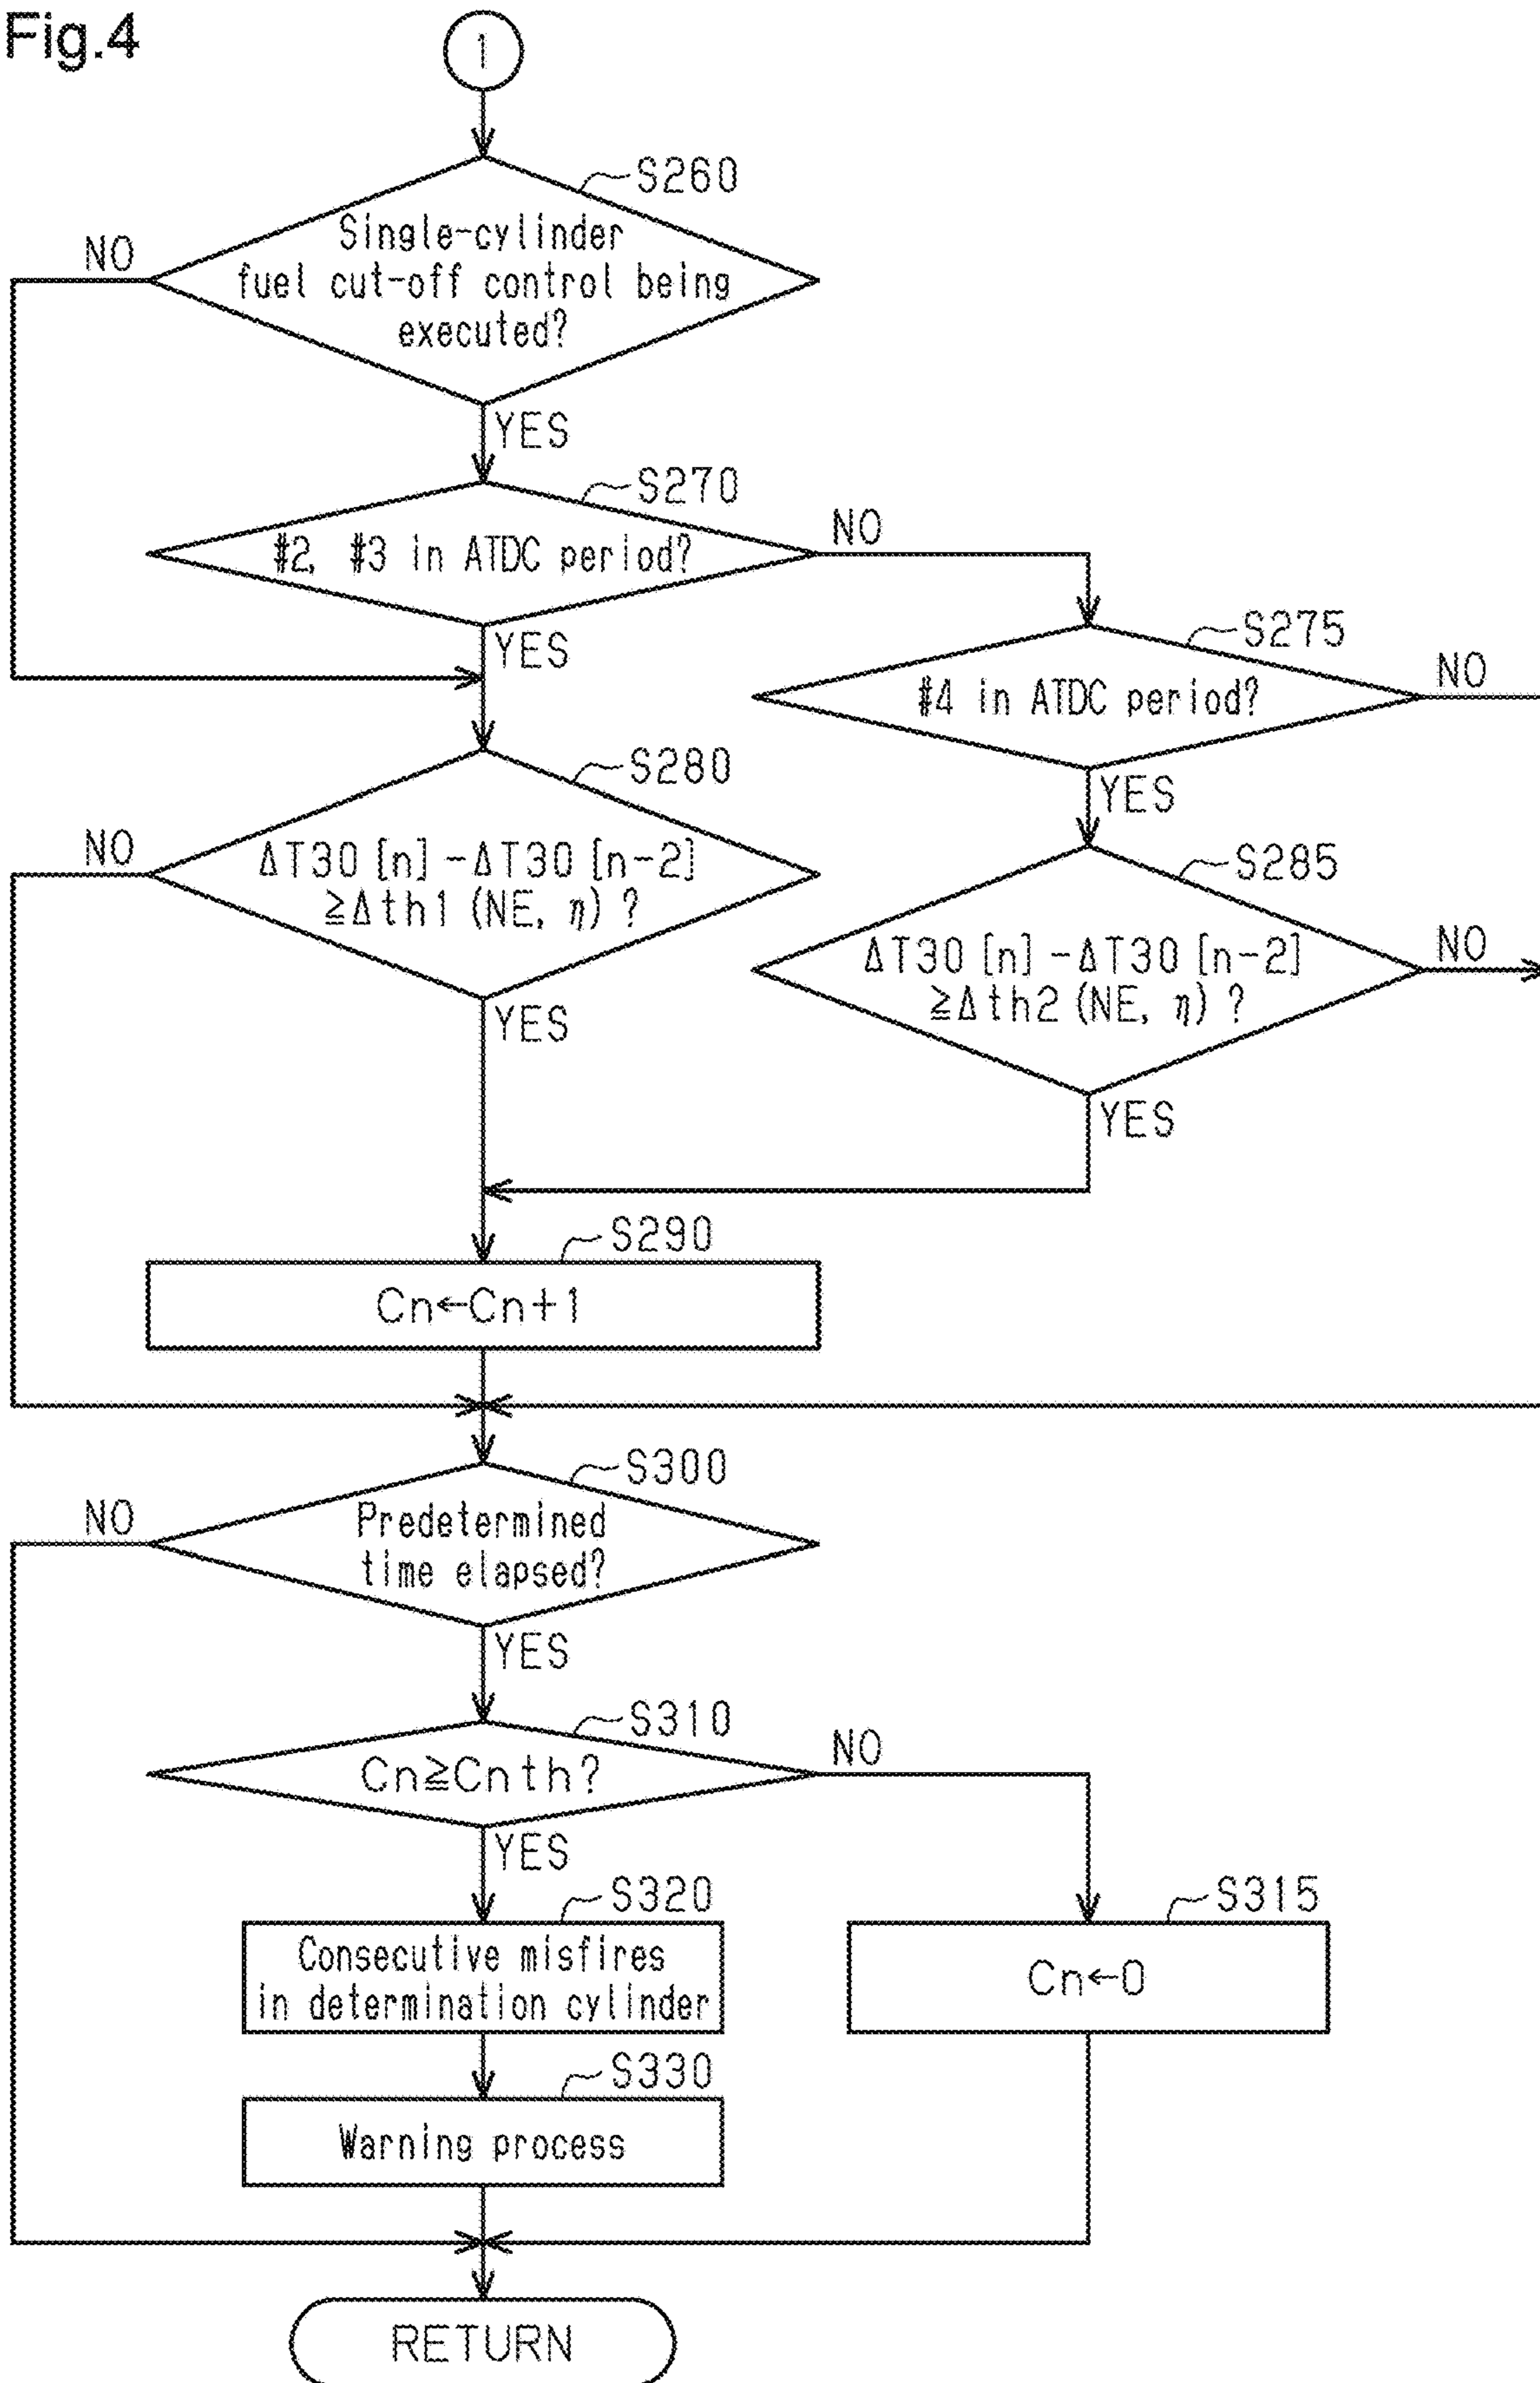 Fig.4
1
S260
NO
Single-cylinder
fuel cut-off control being
executed?
YES
S270
NO
#2, #3 in ATDC period?
YES
S275
NO
#4 in ATDC period?
YES
S280
NO
ΔT30 [n] -ΔT30 [n-2]
≧Δth1 (NE, η) ?
YES
S285
NO
ΔT30 [n] -ΔT30 [n-2]
≧Δth2 (NE, η) ?
YES
S290
Cn←Cn+1
S300
NO
Predetermined
time elapsed?
YES
S310
NO
Cn≧Cnth?
YES
S320
Consecutive misfires
in determination cylinder
S315
Cn←0
S330
Warning process
RETURN